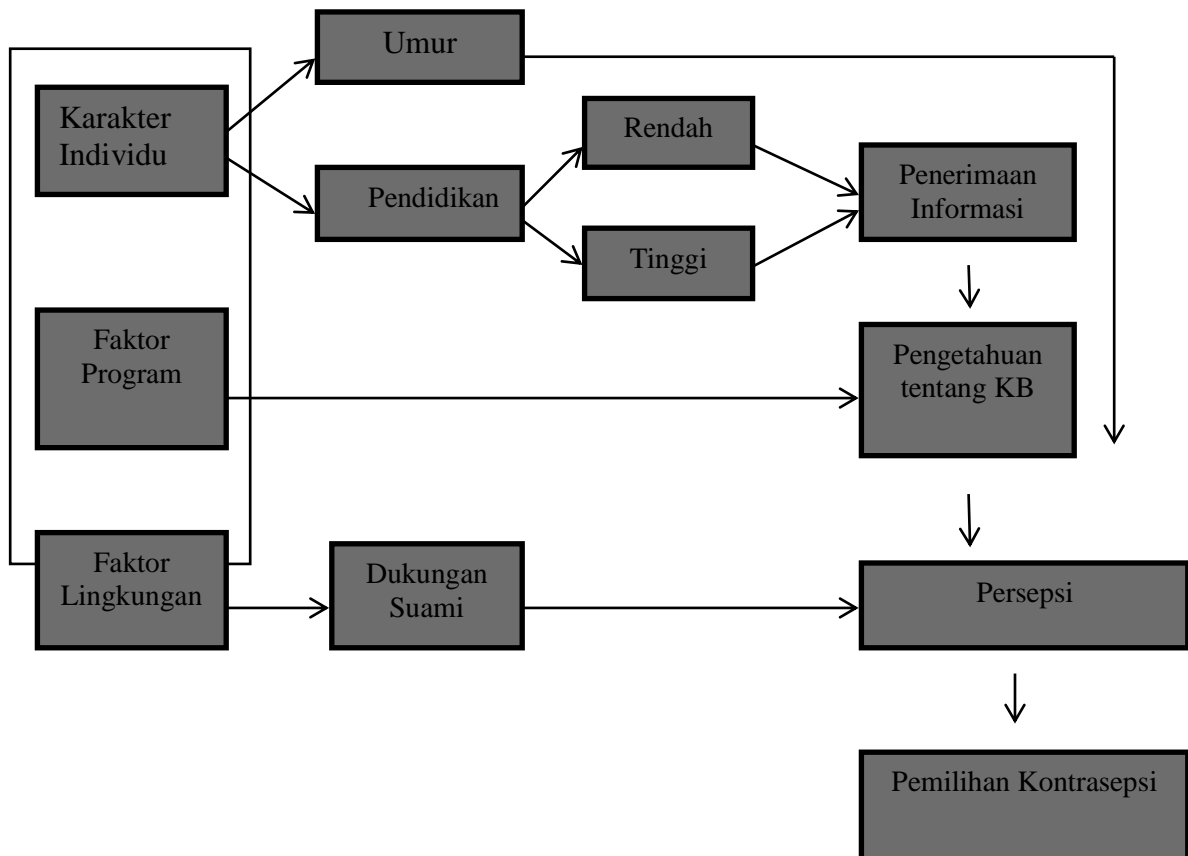 Umur
Karakter
Individu
Rendah
Pendidikan
Penerimaan
Informasi
Tinggi
Faktor
Program
Pengetahuan
tentang KB
Faktor
Lingkungan
Dukungan
Suami
Persepsi
Pemilihan Kontrasepsi